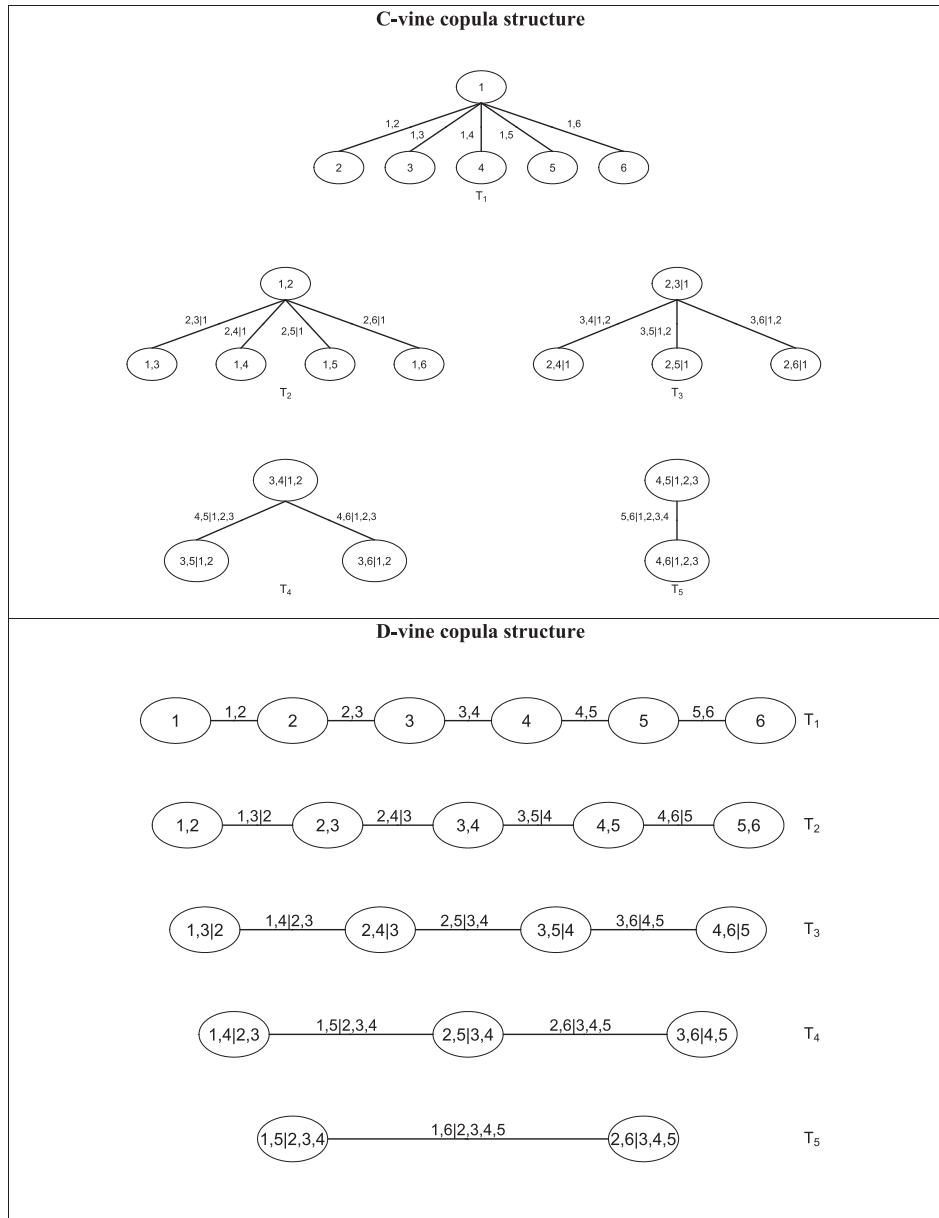 C-vine copula structure
1
1,2 1,3 1,4 1,5 1,6
2 3 4 5 6
T1
1,2
2,3|1 2,4|1 2,5|1 2,6|1
1,3 1,4 1,5 1,6
T2
2,3|1
3,4|1,2 3,5|1,2 3,6|1,2
2,4|1 2,5|1 2,6|1
T3
3,4|1,2
4,5|1,2,3 4,6|1,2,3
3,5|1,2 3,6|1,2
T4
4,5|1,2,3
5,6|1,2,3,4
4,6|1,2,3
T5
D-vine copula structure
1 1,2 2 2,3 3 3,4 4 4,5 5 5,6 6 T1
1,2 1,3|2 2,3 2,4|3 3,4 3,5|4 4,5 4,6|5 5,6 T2
1,3|2 1,4|2,3 2,4|3 2,5|3,4 3,5|4 3,6|4,5 4,6|5 T3
1,4|2,3 1,5|2,3,4 2,5|3,4 2,6|3,4,5 3,6|4,5 T4
1,5|2,3,4 1,6|2,3,4,5 2,6|3,4,5 T5